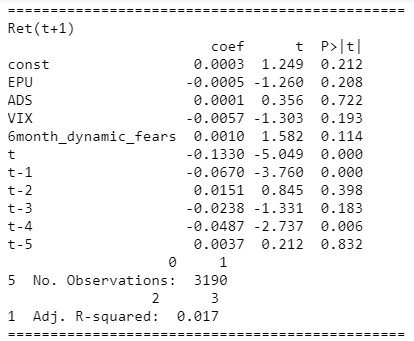 ================================================
Ret(t+1)
coef t P>|t|
const 0.0003 1.249 0.212
EPU -0.0005 -1.260 0.208
ADS 0.0001 0.356 0.722
VIX -0.0057 -1.303 0.193
6month_dynamic_fears 0.0010 1.582 0.114
t -0.1330 -5.049 0.000
t-1 -0.0670 -3.760 0.000
t-2 0.0151 0.845 0.398
t-3 -0.0238 -1.331 0.183
t-4 -0.0487 -2.737 0.006
t-5 0.0037 0.212 0.832
0 1
5 No. Observations: 3190
2 3
1 Adj. R-squared: 0.017
================================================